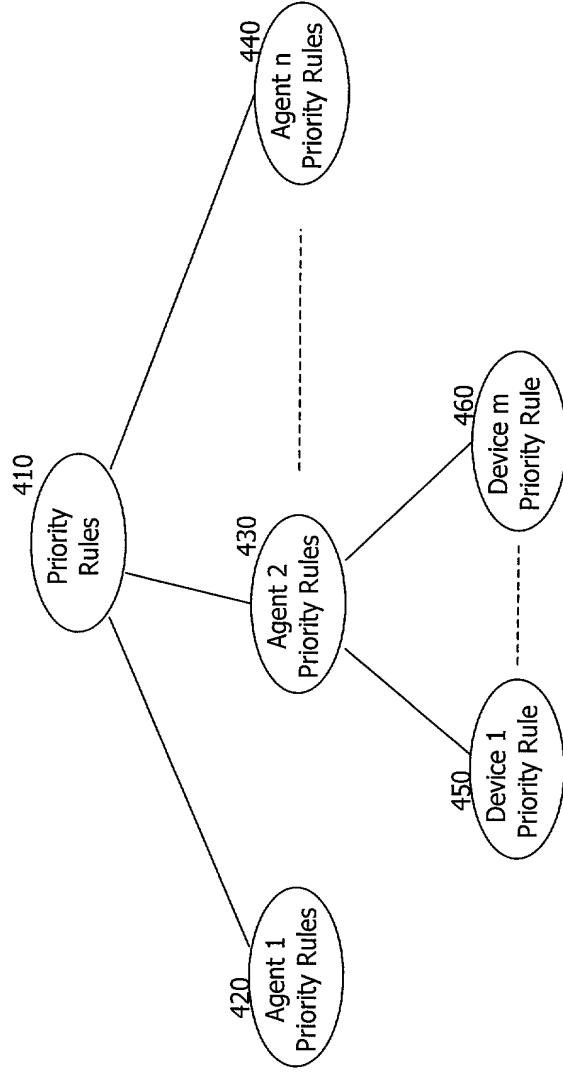 410
Priority
Rules
420
Agent 1
Priority Rules
430
Agent 2
Priority Rules
440
Agent n
Priority Rules
450
Device 1
Priority Rule
460
Device m
Priority Rule